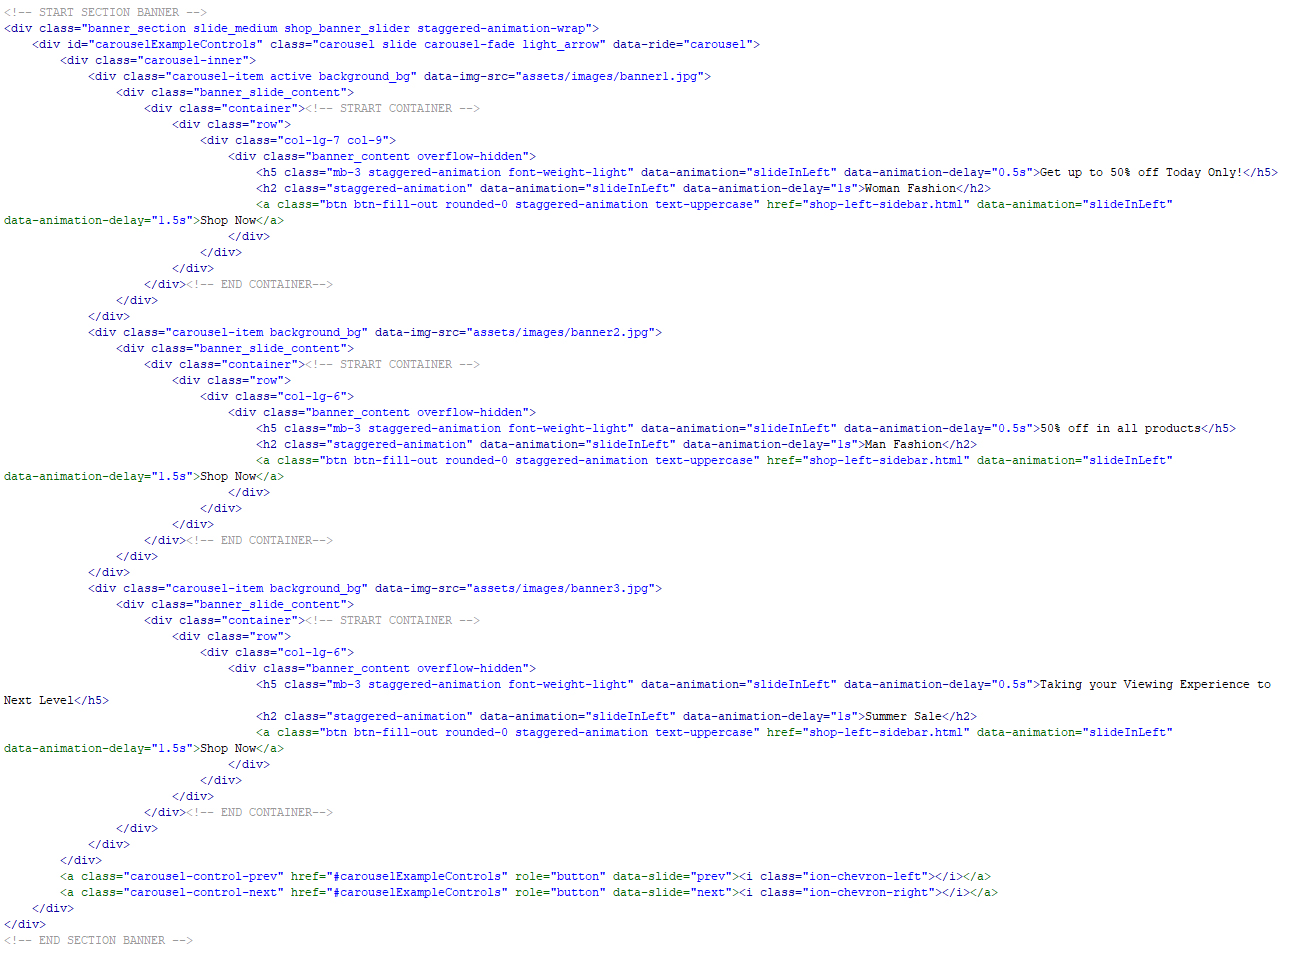 <!-- START SECTION BANNER -->
<div class="banner_section slide_medium shop_banner_slider staggered-animation-wrap">
<div id="carouselExampleControls" class="carousel slide carousel-fade light_arrow" data-ride="carousel">
<div class="carousel-inner">
<div class="carousel-item active background_bg" data-img-src="assets/images/banner1.jpg">
<div class="banner_slide_content">
<div class="container"><!-- STRART CONTAINER -->
<div class="row">
<div class="col-lg-7 col-9">
<div class="banner_content overflow-hidden">
<h5 class="mb-3 staggered-animation font-weight-light" data-animation="slideInLeft" data-animation-delay="0.5s">Get up to 50% off Today Only!</h5>
<h2 class="staggered-animation" data-animation="slideInLeft" data-animation-delay="1s">Woman Fashion</h2>
<a class="btn btn-fill-out rounded-0 staggered-animation text-uppercase" href="shop-left-sidebar.html" data-animation="slideInLeft"
data-animation-delay="1.5s">Shop Now</a>
</div>
</div>
</div>
</div><!-- END CONTAINER-->
</div>
</div>
<div class="carousel-item background_bg" data-img-src="assets/images/banner2.jpg">
<div class="banner_slide_content">
<div class="container"><!-- STRART CONTAINER -->
<div class="row">
<div class="col-lg-6">
<div class="banner_content overflow-hidden">
<h5 class="mb-3 staggered-animation font-weight-light" data-animation="slideInLeft" data-animation-delay="0.5s">50% off in all products</h5>
<h2 class="staggered-animation" data-animation="slideInLeft" data-animation-delay="1s">Man Fashion</h2>
<a class="btn btn-fill-out rounded-0 staggered-animation text-uppercase" href="shop-left-sidebar.html" data-animation="slideInLeft"
data-animation-delay="1.5s">Shop Now</a>
</div>
</div>
</div>
</div><!-- END CONTAINER-->
</div>
</div>
<div class="carousel-item background_bg" data-img-src="assets/images/banner3.jpg">
<div class="banner_slide_content">
<div class="container"><!-- STRART CONTAINER -->
<div class="row">
<div class="col-lg-6">
<div class="banner_content overflow-hidden">
<h5 class="mb-3 staggered-animation font-weight-light" data-animation="slideInLeft" data-animation-delay="0.5s">Taking your Viewing Experience to
Next Level</h5>
<h2 class="staggered-animation" data-animation="slideInLeft" data-animation-delay="1s">Summer Sale</h2>
<a class="btn btn-fill-out rounded-0 staggered-animation text-uppercase" href="shop-left-sidebar.html" data-animation="slideInLeft"
data-animation-delay="1.5s">Shop Now</a>
</div>
</div>
</div>
</div><!-- END CONTAINER-->
</div>
</div>
</div>
<a class="carousel-control-prev" href="#carouselExampleControls" role="button" data-slide="prev"><i class="ion-chevron-left"></i></a>
<a class="carousel-control-next" href="#carouselExampleControls" role="button" data-slide="next"><i class="ion-chevron-right"></i></a>
</div>
</div>
<!-- END SECTION BANNER -->